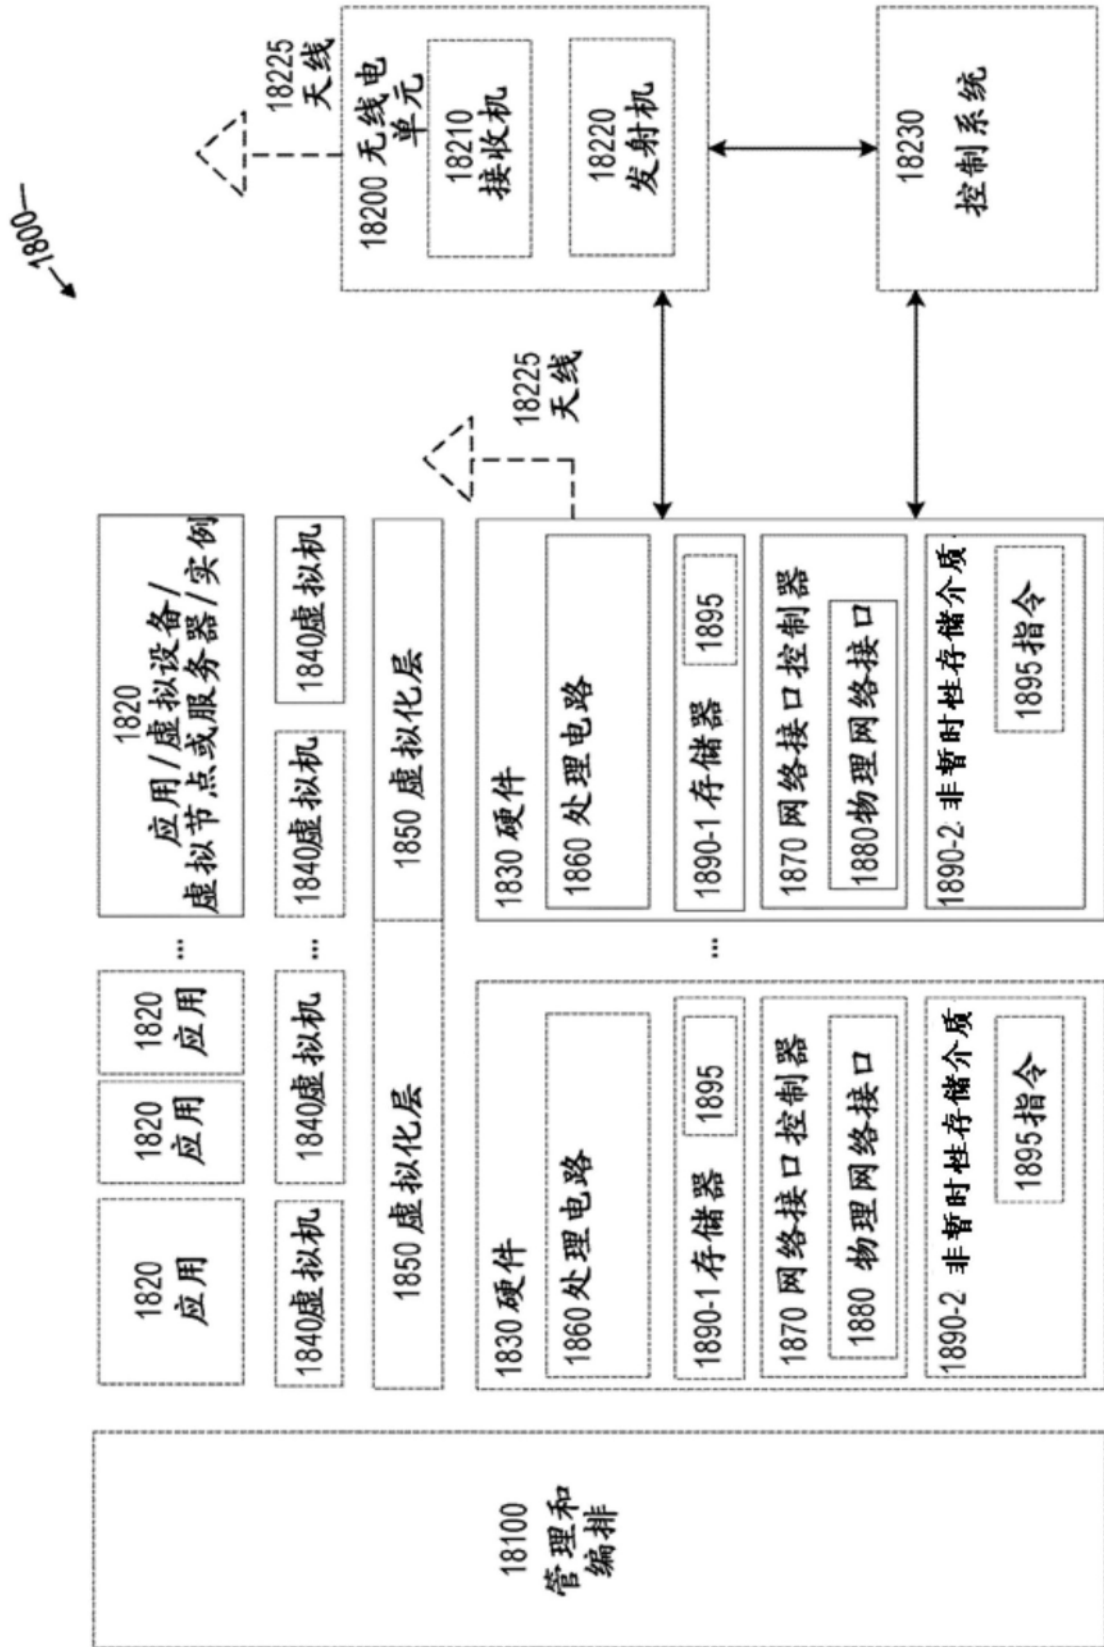 1800
18100
管理和
编排
1820
应用
1820
应用
1820
应用
...
1820
应用/虚拟设备/
虚拟节点或服务器/实例
1840虚拟机
1840虚拟机
...
1840虚拟机
1840虚拟机
1850 虚拟化层
1850 虚拟化层
1830 硬件
1860 处理电路
1890-1 存储器
1895
1870 网络接口控制器
1880 物理网络接口
1890-2 非暂时性存储介质
1895 指令
...
1830 硬件
1860 处理电路
1890-1 存储器
1895
1870 网络接口控制器
1880物理网络接口
1890-2 非暂时性存储介质
1895 指令
18225
天线
18225
天线
18200 无线电
单元
18210
接收机
18220
发射机
18230
控制系统